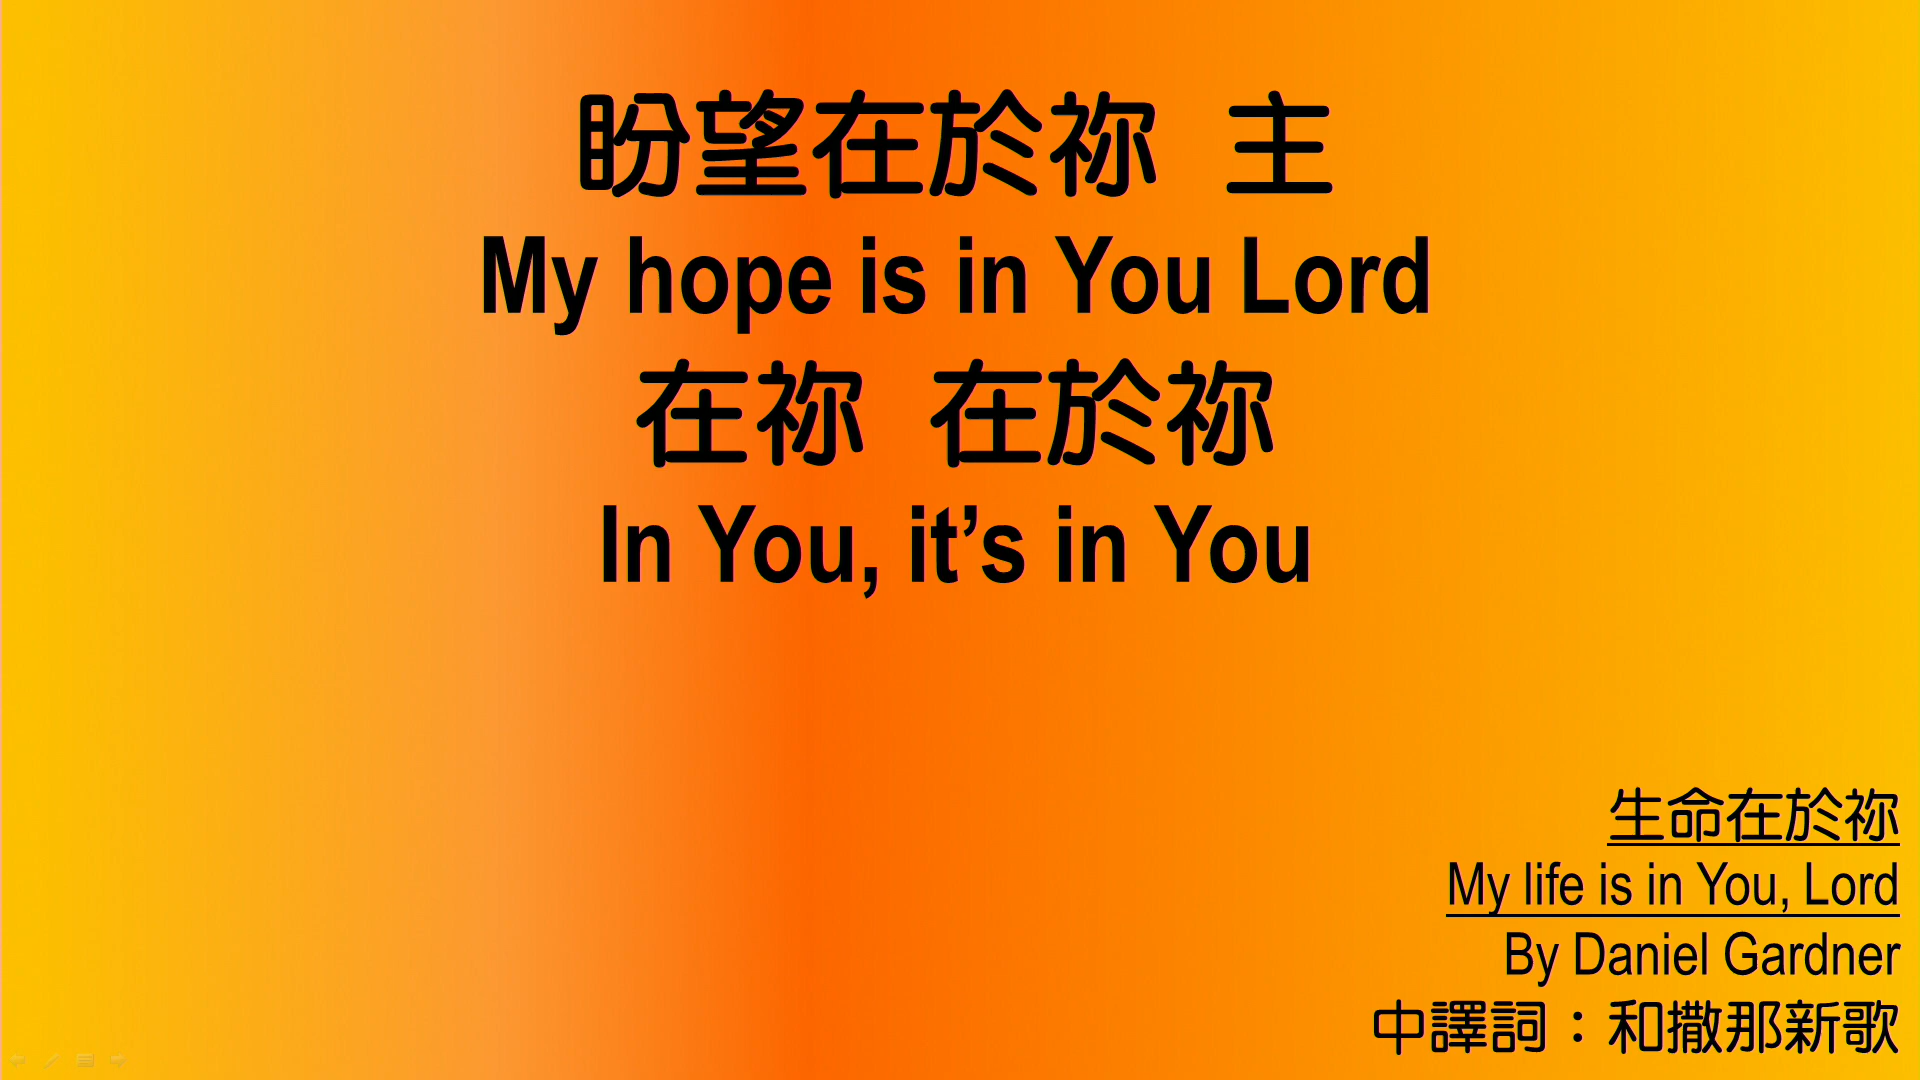 盼望在於祢 主
My hope is in You Lord
在祢 在於祢
In You, it’s in You
生命在於祢
My life is in You, Lord
By Daniel Gardner
中譯詞：和撒那新歌